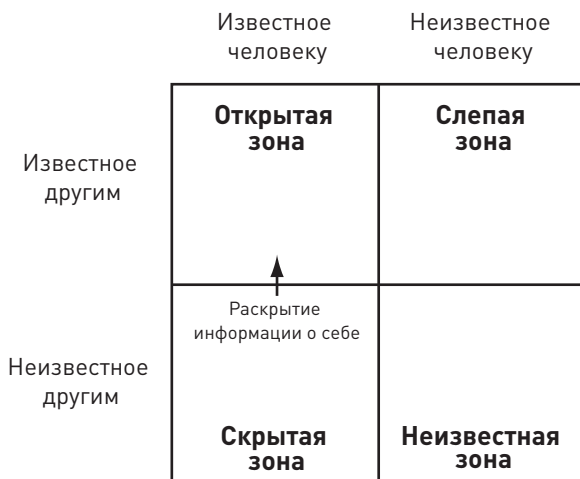 Известное
человеку
Неизвестное
человеку
Открытая
зона
Слепая
зона
Известное
другим
Раскрытие
информации о себе
Неизвестное
другим
Скрытая
зона
Неизвестная
зона